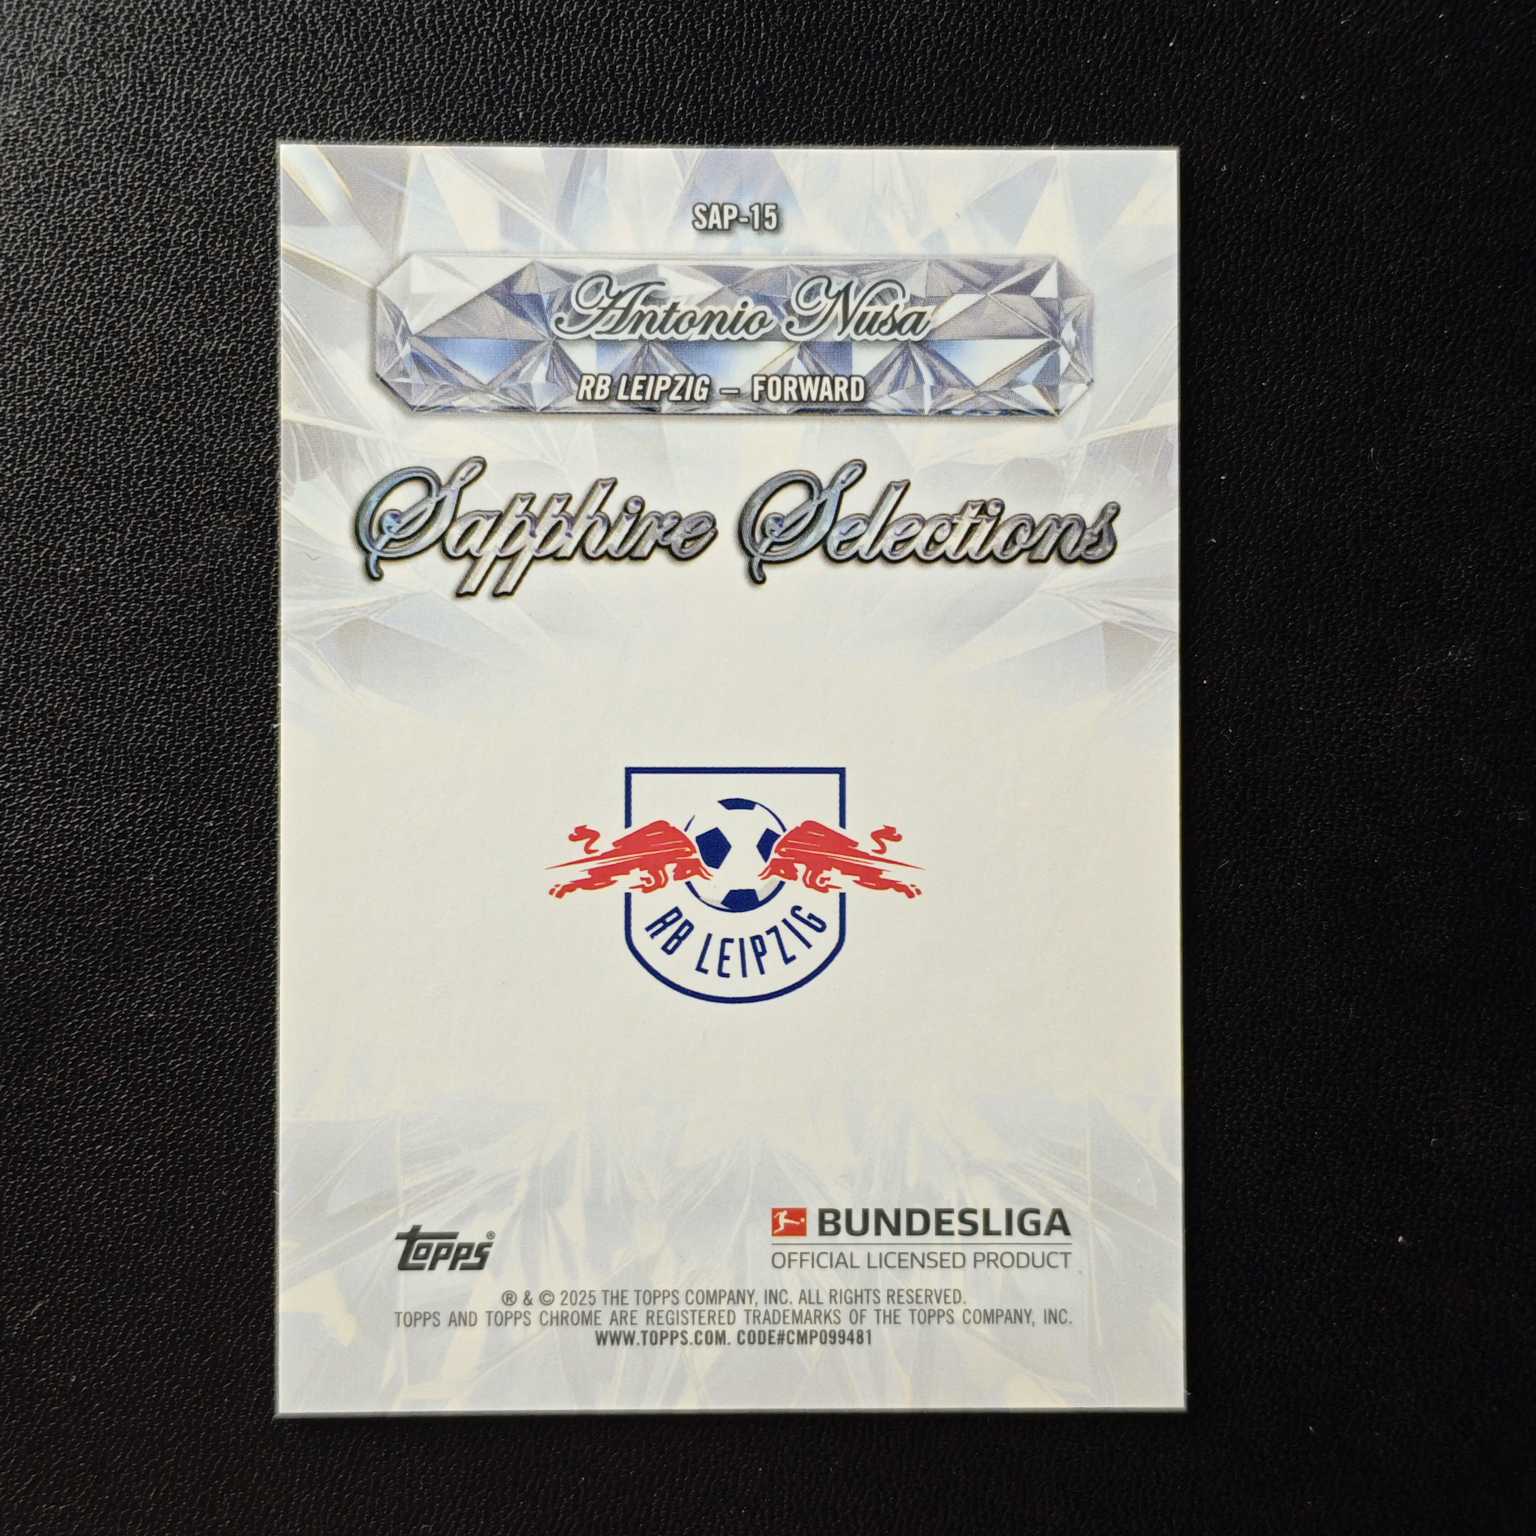 SAP-15
Antonio Nusa
RB LEIPZIG – FORWARD
Sapphire Selections
RB LEIPZIG
topps®
BUNDESLIGA
OFFICIAL LICENSED PRODUCT
® & © 2025 THE TOPPS COMPANY, INC. ALL RIGHTS RESERVED.
TOPPS AND TOPPS CHROME ARE REGISTERED TRADEMARKS OF THE TOPPS COMPANY, INC.
WWW.TOPPS.COM. CODE#CMP099481